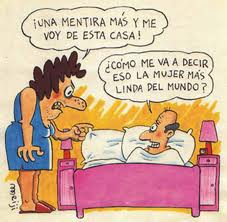 ¡UNA MENTIRA MÁS Y ME
VOY DE ESTA CASA!
¿CÓMO ME VA A DECIR
ESO LA MUJER MÁS
LINDA DEL MUNDO?